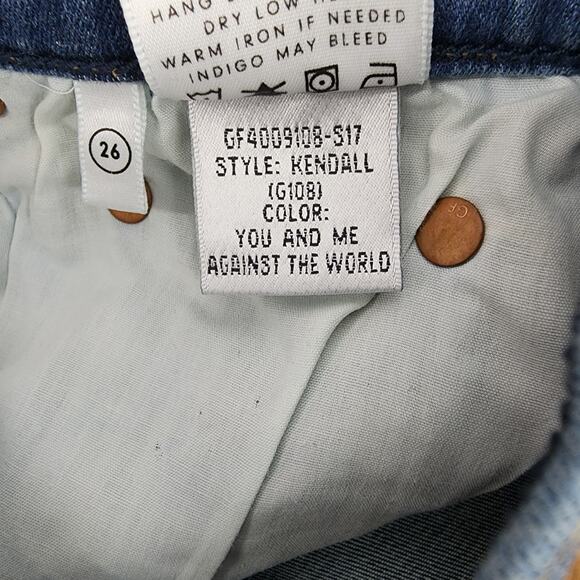 HANG
DRY LOW
WARM IRON IF NEEDED
INDIGO MAY BLEED
26
GF4009108-S17
STYLE: KENDALL
(G108)
COLOR:
YOU AND ME
AGAINST THE WORLD
GF